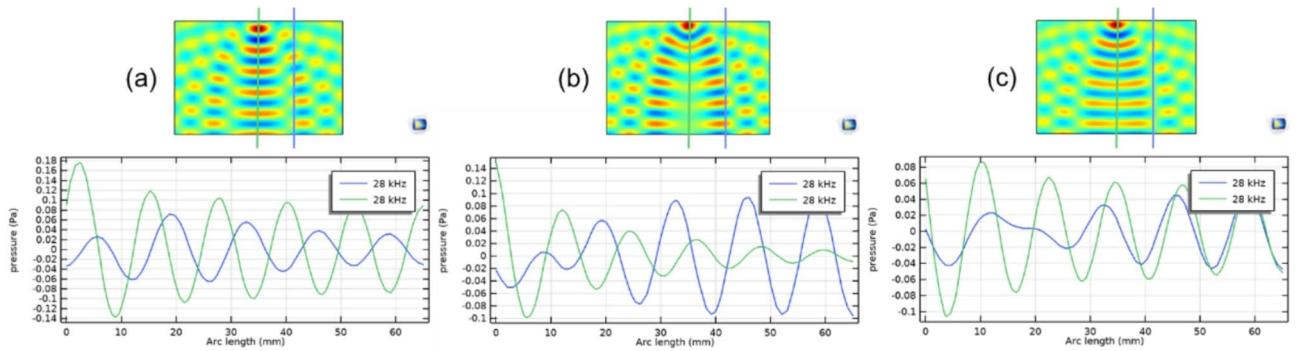 (a)
(b)
(c)
0.18
0.16
0.14
0.12
0.1
0.08
0.06
0.04
0.02
0
-0.02
-0.04
-0.06
-0.08
-0.1
-0.12
-0.14
pressure (Pa)
28 kHz
28 kHz
0 10 20 30 40 50 60
Arc length (mm)
0.14
0.12
0.1
0.08
0.06
0.04
0.02
0
-0.02
-0.04
-0.06
-0.08
-0.1
pressure (Pa)
28 kHz
28 kHz
0 10 20 30 40 50 60
Arc length (mm)
0.08
0.06
0.04
0.02
0
-0.02
-0.04
-0.06
-0.08
-0.1
pressure (Pa)
28 kHz
28 kHz
0 10 20 30 40 50 60
Arc length (mm)